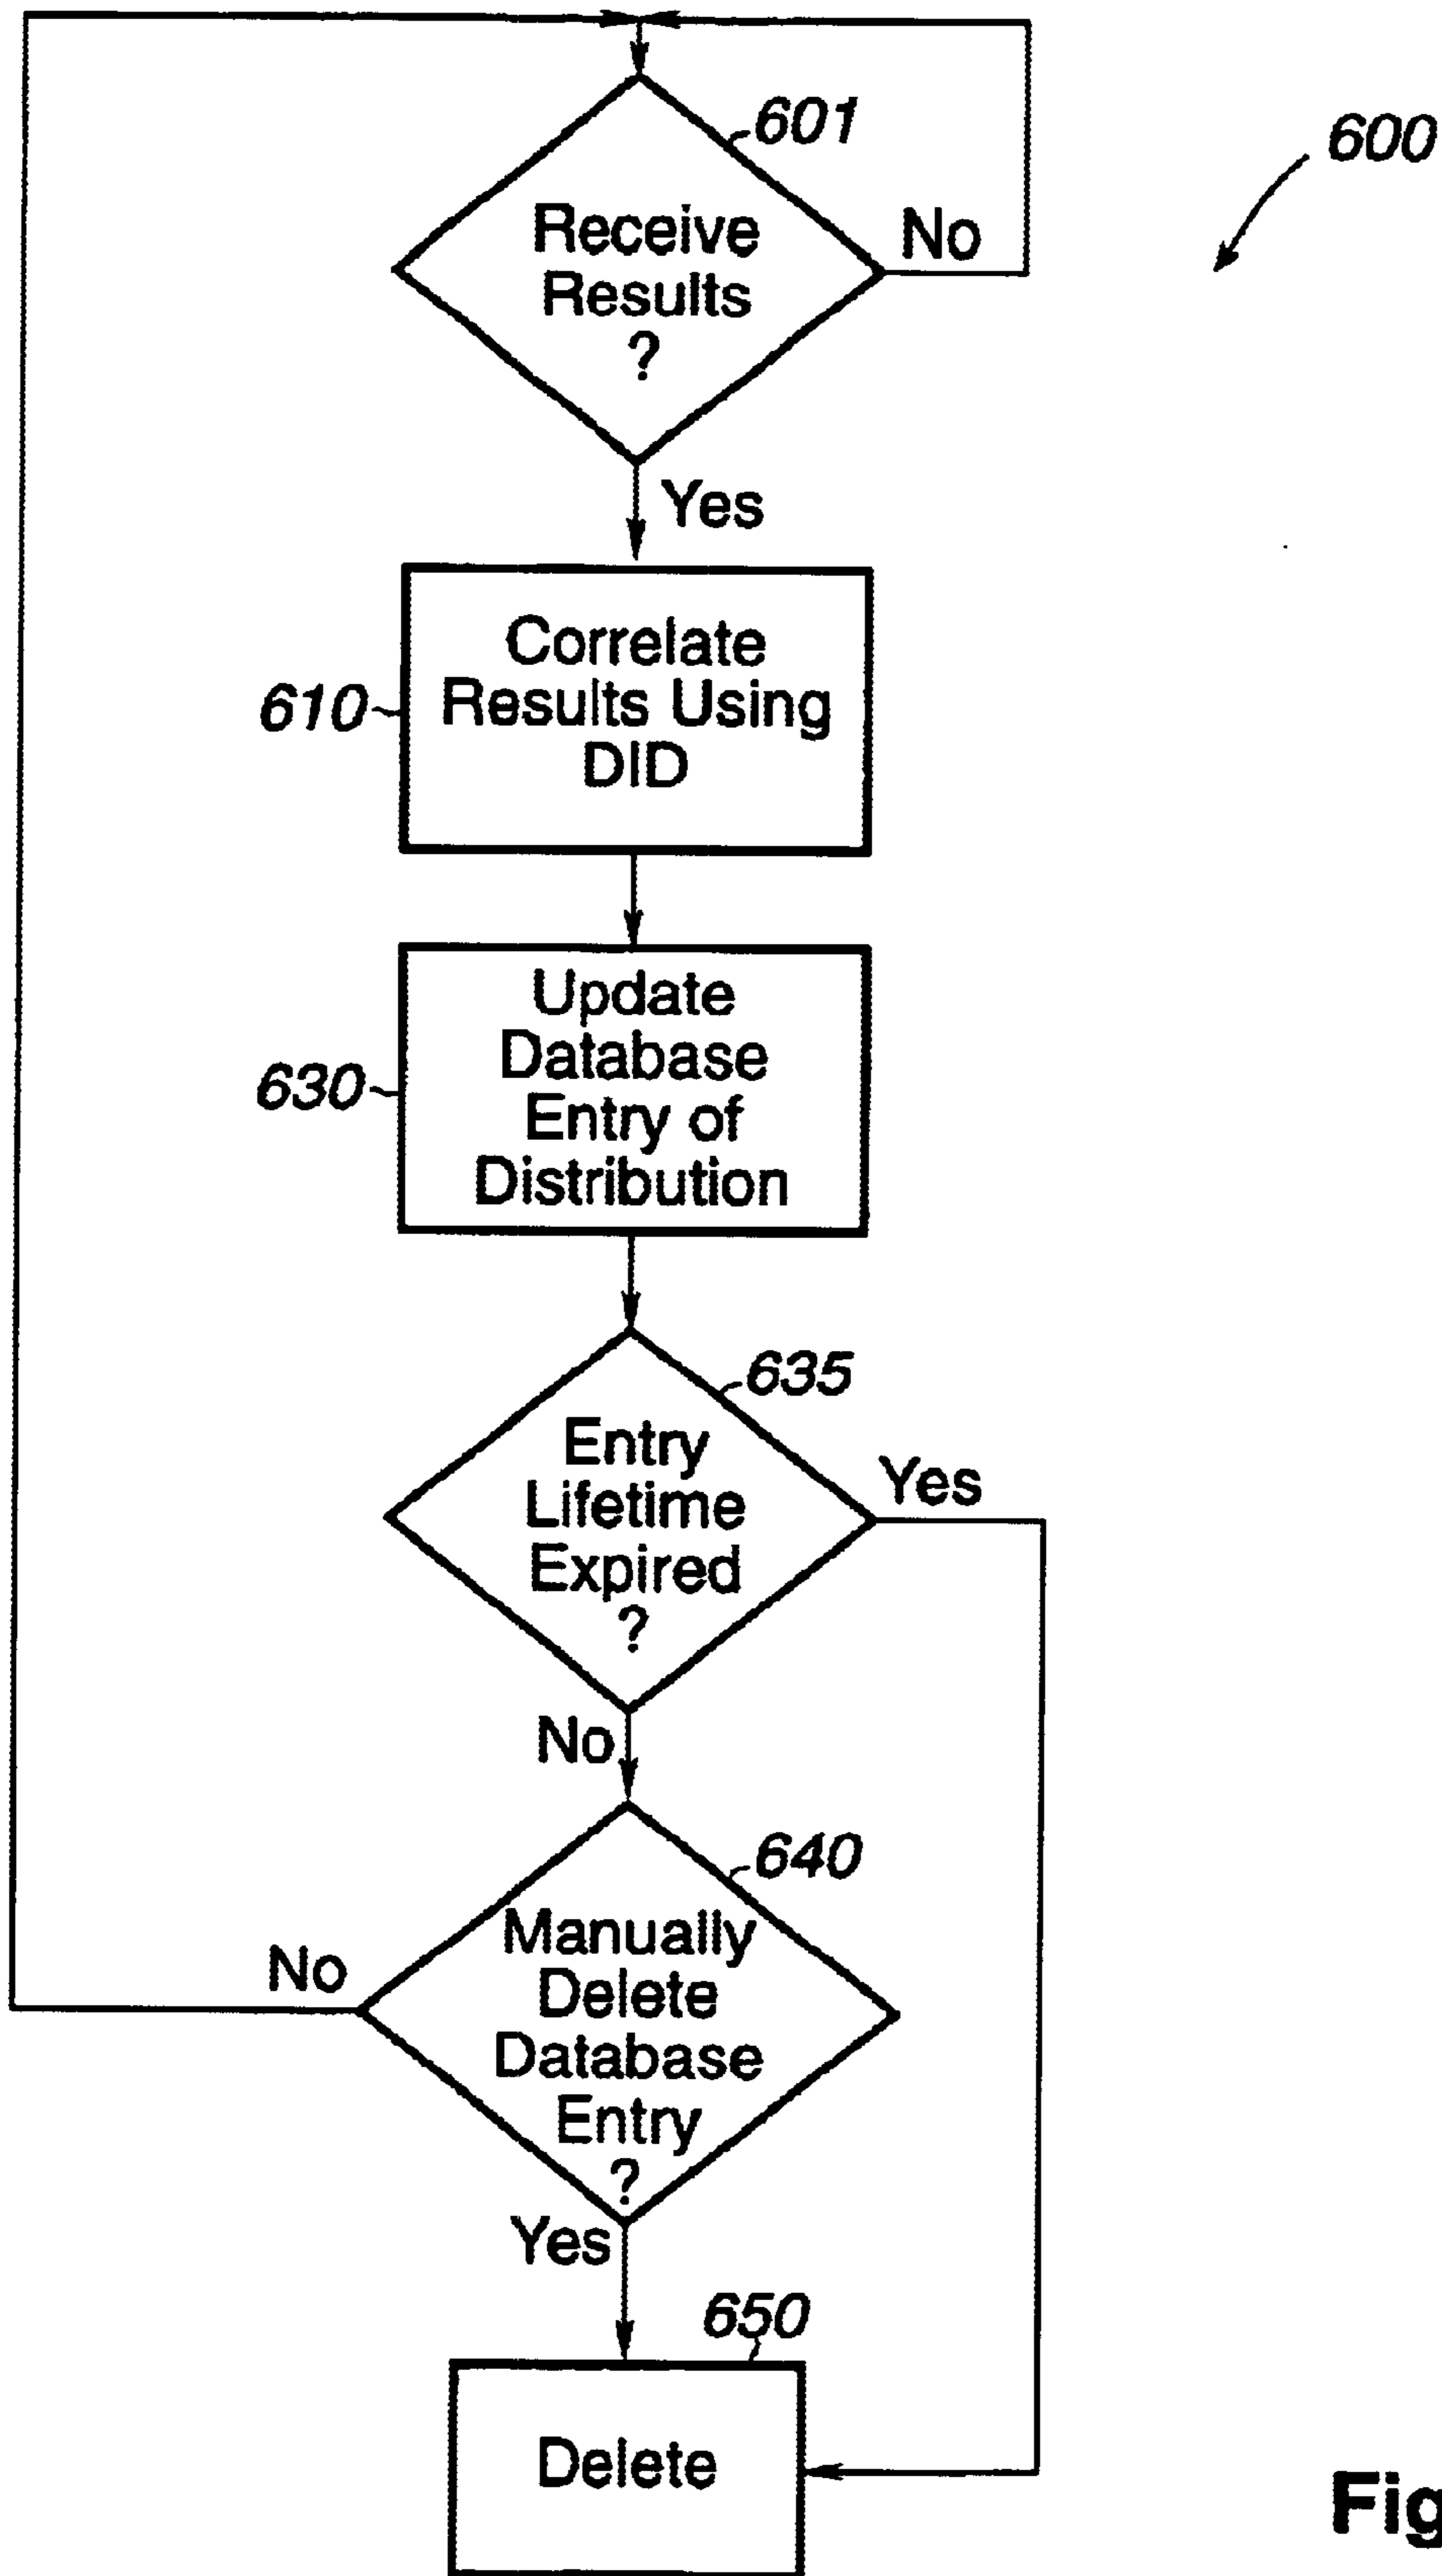 601
600
Receive
Results
?
No
Yes
Correlate
Results Using
DID
610
Update
Database
Entry of
Distribution
630
635
Entry
Lifetime
Expired
?
Yes
No
640
Manually
Delete
Database
Entry
?
No
Yes
650
Delete
Fig